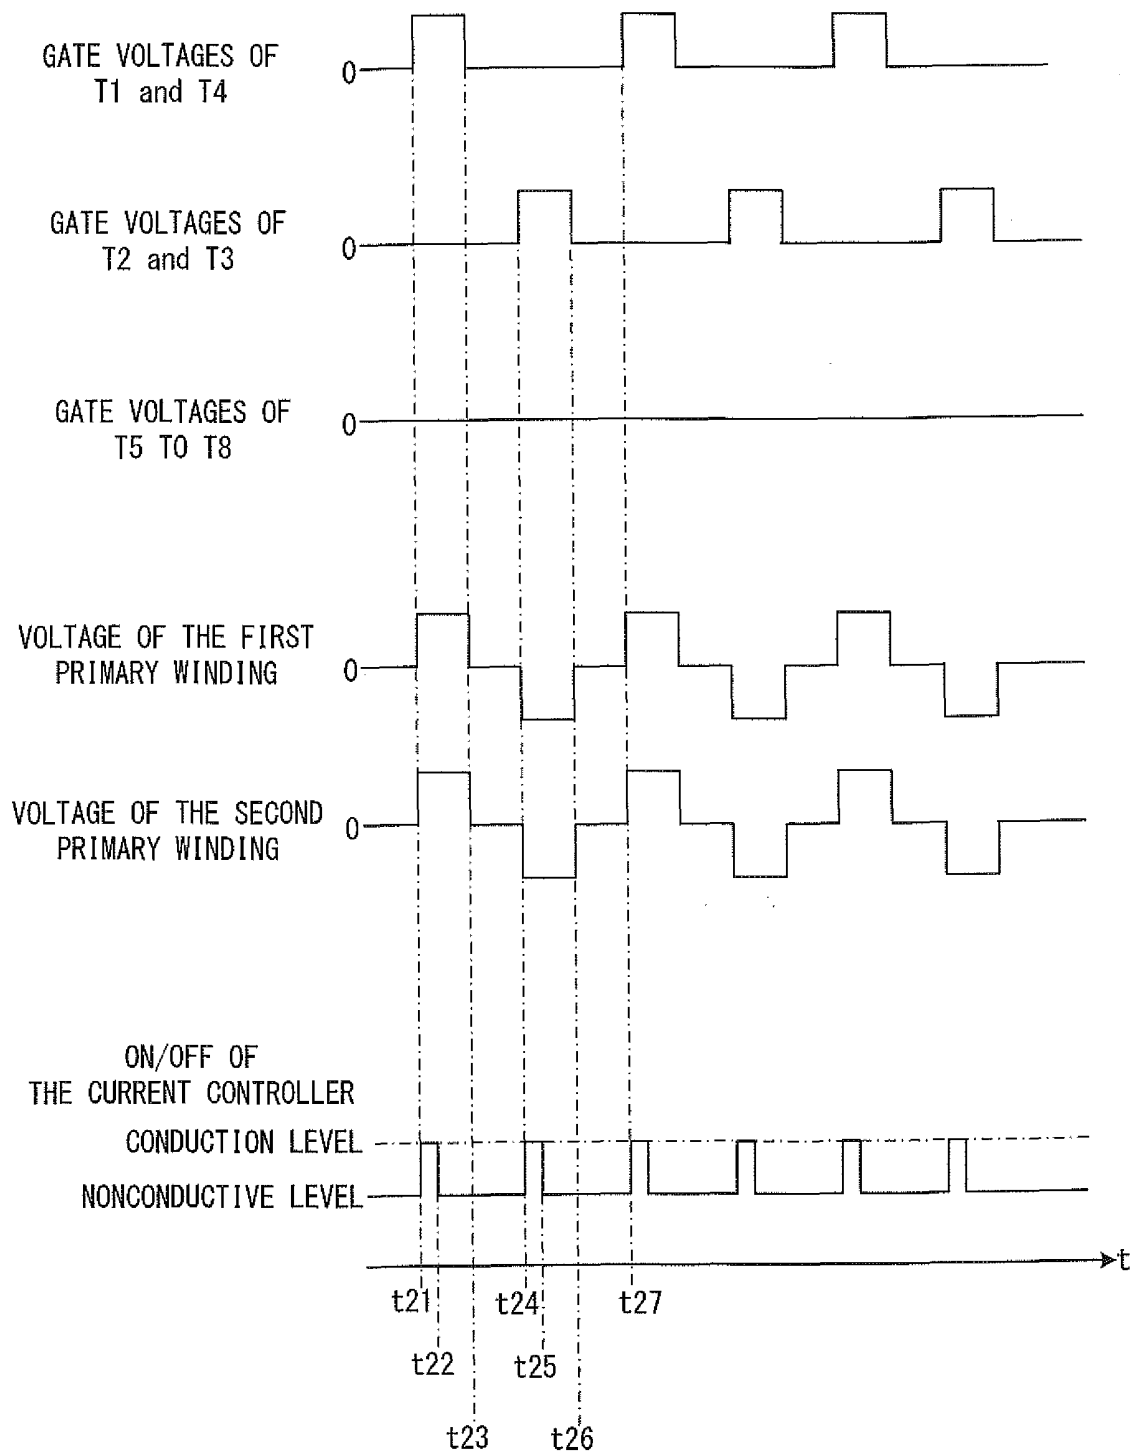 GATE VOLTAGES OF
T1 and T4
0
GATE VOLTAGES OF
T2 and T3
0
GATE VOLTAGES OF
T5 TO T8
0
VOLTAGE OF THE FIRST
PRIMARY WINDING
0
VOLTAGE OF THE SECOND
PRIMARY WINDING
0
ON/OFF OF
THE CURRENT CONTROLLER
CONDUCTION LEVEL
NONCONDUCTIVE LEVEL
t
t21
t24
t27
t22
t25
t23
t26